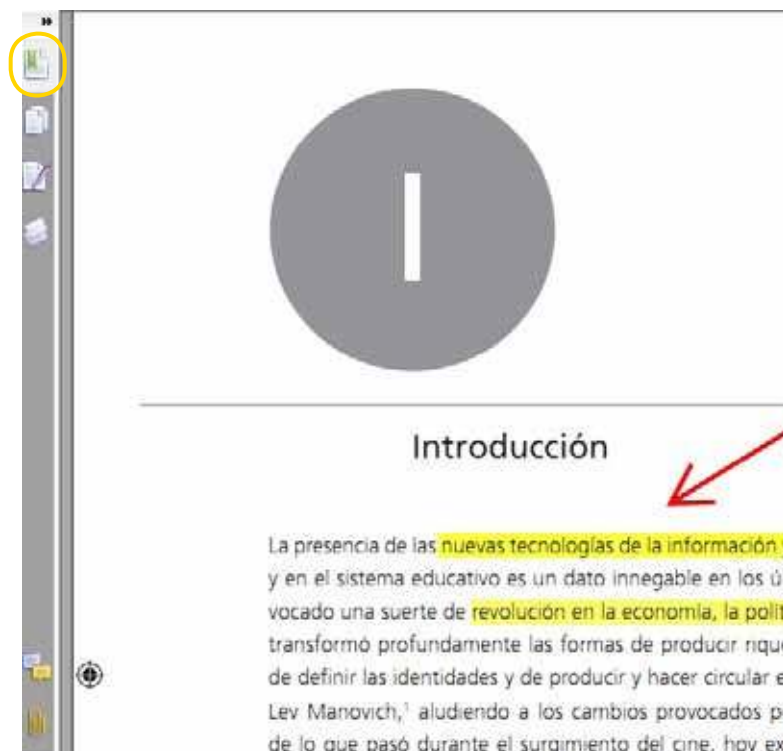 I
Introducción
La presencia de las nuevas tecnologías de la información
y en el sistema educativo es un dato innegable en los ú
vocado una suerte de revolución en la economía, la polít
transformó profundamente las formas de producir rique
de definir las identidades y de producir y hacer circular e
Lev Manovich,¹ aludiendo a los cambios provocados p
de lo que pasó durante el surgimiento del cine, hoy es